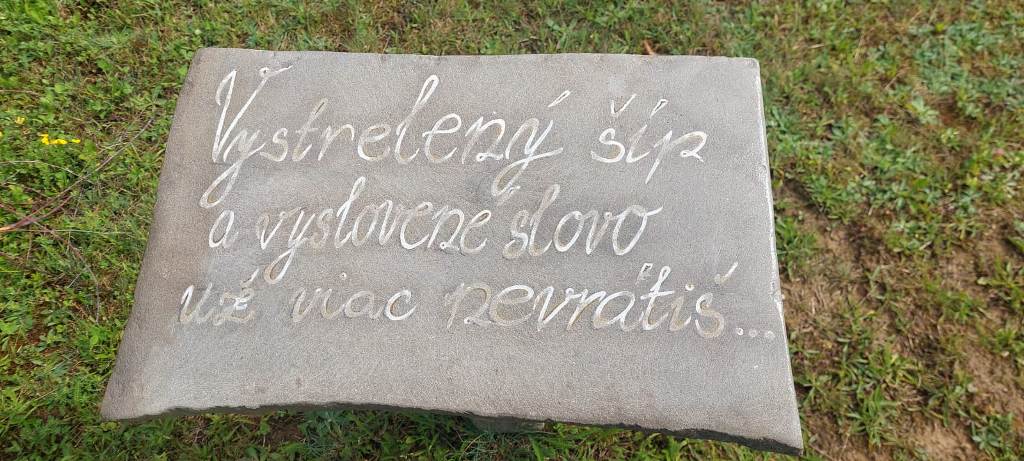 Vystrelený šíp
a vyslovené slovo
už viac nevrátiš...